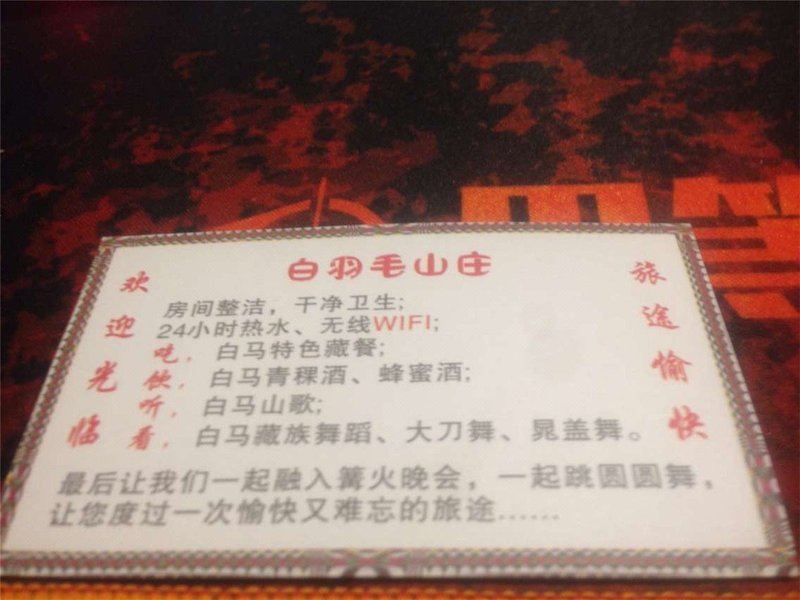 白羽毛山庄
欢迎光临
旅途愉快
房间整洁，干净卫生；
24小时热水、无线WIFI；
吃，白马特色藏餐；
饮，白马青稞酒、蜂蜜酒；
听，白马山歌；
看，白马藏族舞蹈、大刀舞、晃盖舞。
最后让我们一起融入篝火晚会，一起跳圆圆舞，
让您度过一次愉快又难忘的旅途……